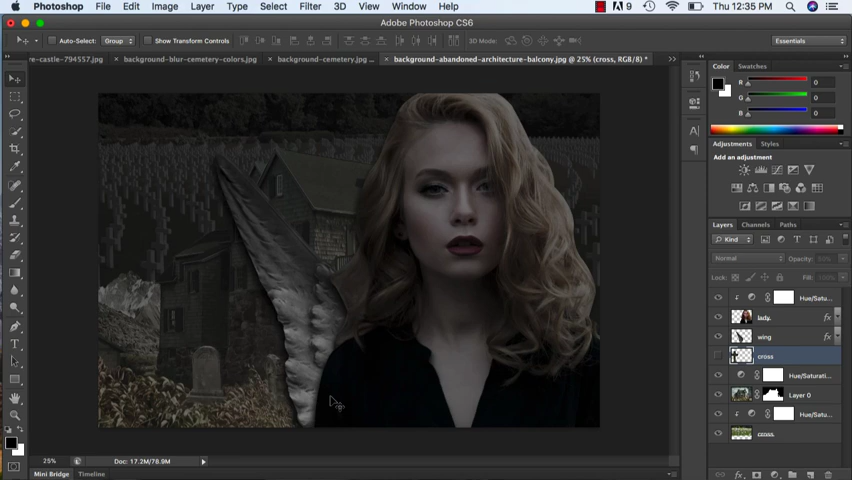 Photoshop File Edit Image Layer Type Select Filter 3D View Window Help 9 Thu 12:35 PM
Adobe Photoshop CS6
Auto-Select: Group Show Transform Controls 3D Mode: Essentials
re-castle-794557.jpg × background-blur-cemetery-colors.jpg × background-cemetery.jpg ... × background-abandoned-architecture-balcony.jpg @ 25% (cross, RGB/8) *
Color Swatches
R 0
G 0
B 0
Adjustments Styles
Add an adjustment
Layers Channels Paths
Kind
Normal Opacity: 53%
Lock: Fill: 100%
Hue/Satu...
lady. fx
wing fx
cross
Hue/Saturati...
Layer 0
Hue/Satu...
cross
25% Doc: 17.2M/78.9M
Mini Bridge Timeline